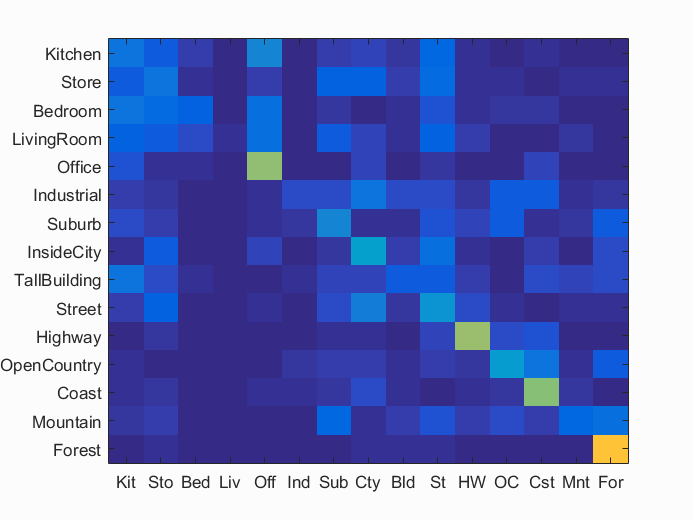 Kitchen
Store
Bedroom
LivingRoom
Office
Industrial
Suburb
InsideCity
TallBuilding
Street
Highway
OpenCountry
Coast
Mountain
Forest
Kit Sto Bed Liv Off Ind Sub Cty Bld St HW OC Cst Mnt For